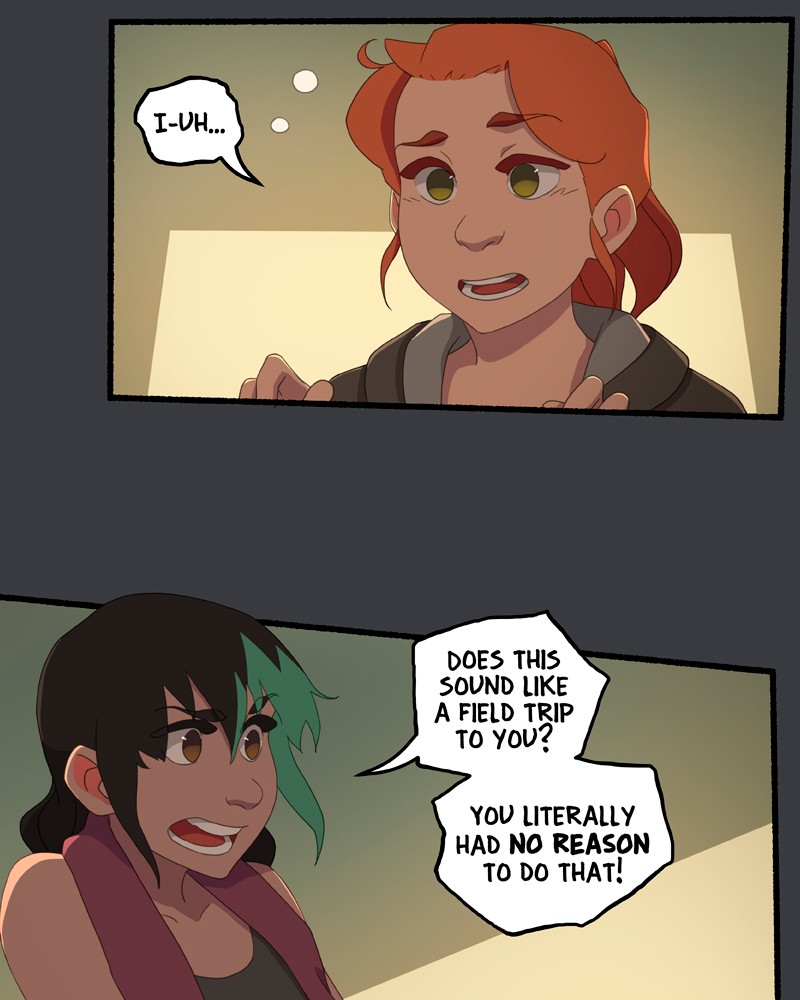 I-UH...
DOES THIS
SOUND LIKE
A FIELD TRIP
TO YOU?
YOU LITERALLY
HAD NO REASON
TO DO THAT!